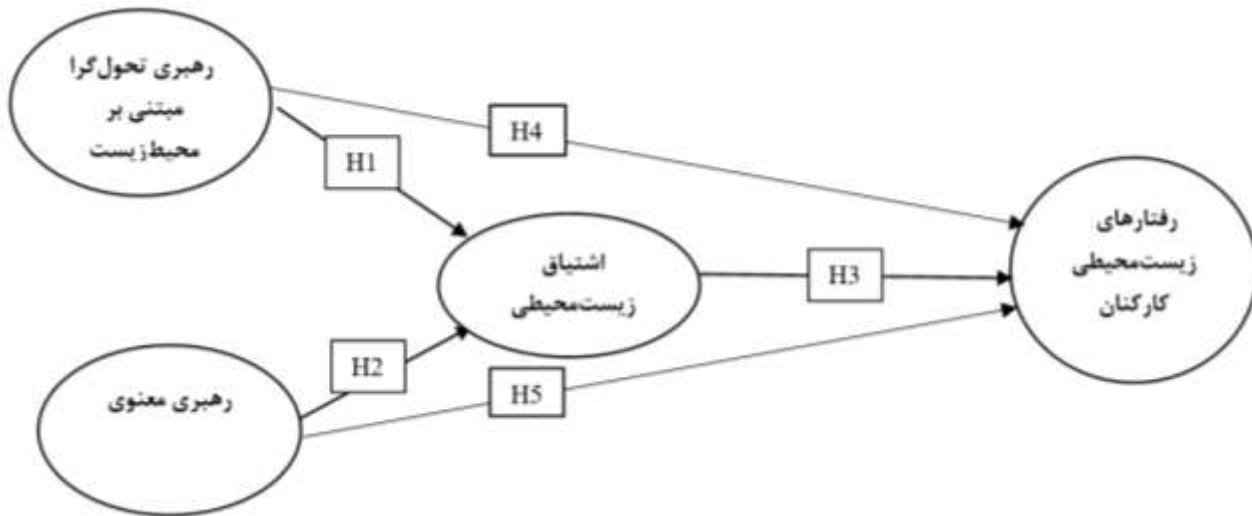 رهبری تحول‌گرا
مبتنی بر
محیط‌زیست
H4
H1
رفتارهای
زیست‌محیطی
کارکنان
اشتیاق
زیست‌محیطی
H3
H2
رهبری معنوی
H5